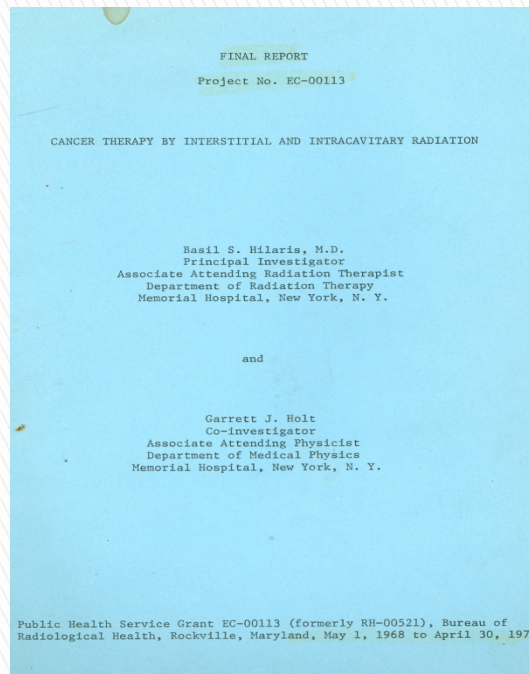 FINAL REPORT
Project No. EC-00113
CANCER THERAPY BY INTERSTITIAL AND INTRACAVITARY RADIATION
Basil S. Hilaris, M.D.
Principal Investigator
Associate Attending Radiation Therapist
Department of Radiation Therapy
Memorial Hospital, New York, N. Y.
and
Garrett J. Holt
Co-investigator
Associate Attending Physicist
Department of Medical Physics
Memorial Hospital, New York, N. Y.
Public Health Service Grant EC-00113 (formerly RH-00521), Bureau of
Radiological Health, Rockville, Maryland, May 1, 1968 to April 30,